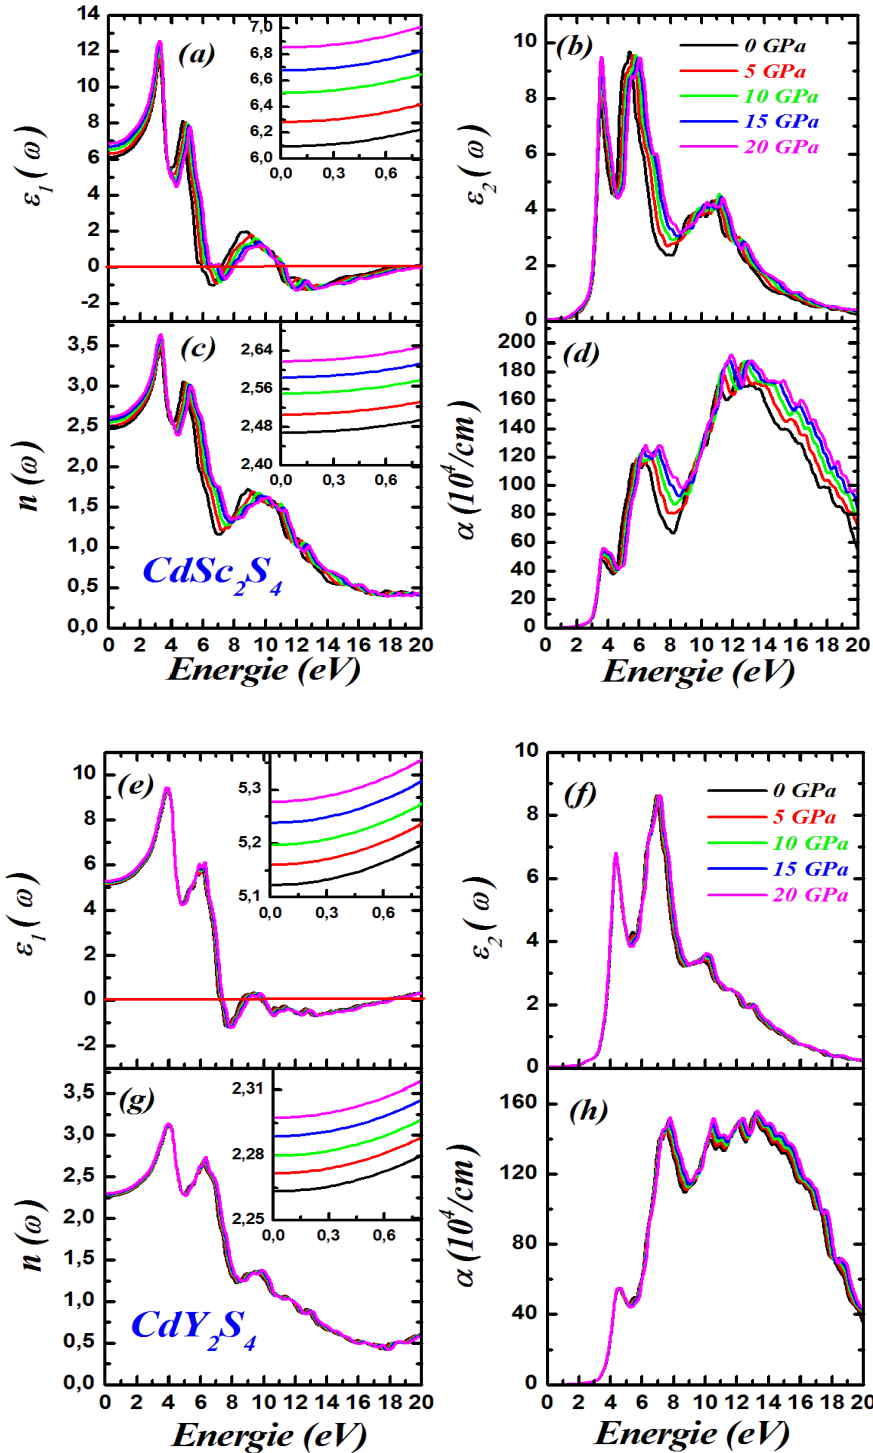 (a)
ε₁(ω)
12
10
8
6
4
2
0
-2
14
7,0
6,8
6,6
6,4
6,2
6,0
0,0 0,6
(b)
ε₂(ω)
10
8
6
4
2
0
0 GPa
5 GPa
10 GPa
15 GPa
20 GPa
(c)
n(ω)
3,5
3,0
2,5
2,0
1,5
1,0
0,5
0,0
2,64
2,56
2,48
2,40
0,0 0,6
CdSc₂S₄
0 2 4 6 8 10 12 14 16 18 20
Energie (eV)
(d)
α(10⁴/cm)
200
180
160
140
120
100
80
60
40
20
0
0 2 4 6 8 10 12 14 16 18 20
Energie (eV)
(e)
ε₁(ω)
10
8
6
4
2
0
-2
5,3
5,2
5,1
0,0 0,3 0,6
(f)
ε₂(ω)
10
8
6
4
2
0
0 GPa
5 GPa
10 GPa
15 GPa
20 GPa
(g)
n(ω)
3,5
3,0
2,5
2,0
1,5
1,0
0,5
0,0
2,31
2,28
2,25
0,0 0,3 0,6
CdY₂S₄
0 2 4 6 8 10 12 14 16 18 20
Energie (eV)
(h)
α(10⁴/cm)
160
120
80
40
0
0 2 4 6 8 10 12 14 16 18 20
Energie (eV)